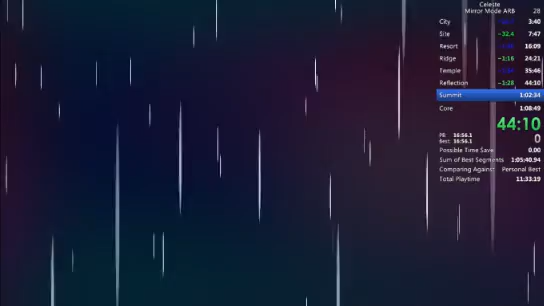 Celeste
Mirror Mode ARB 28
City 3:40
Site -32.4 7:47
Resort 16:09
Ridge -1:16 24:21
Temple 35:46
Reflection -1:28 44:10
Summit 1:02:34
Core 1:08:49
44:10
PB: 16:56.1 0
Best: 16:56.1
Possible Time Save 0.00
Sum of Best Segments 1:05:40.94
Comparing Against Personal Best
Total Playtime 11:33:19